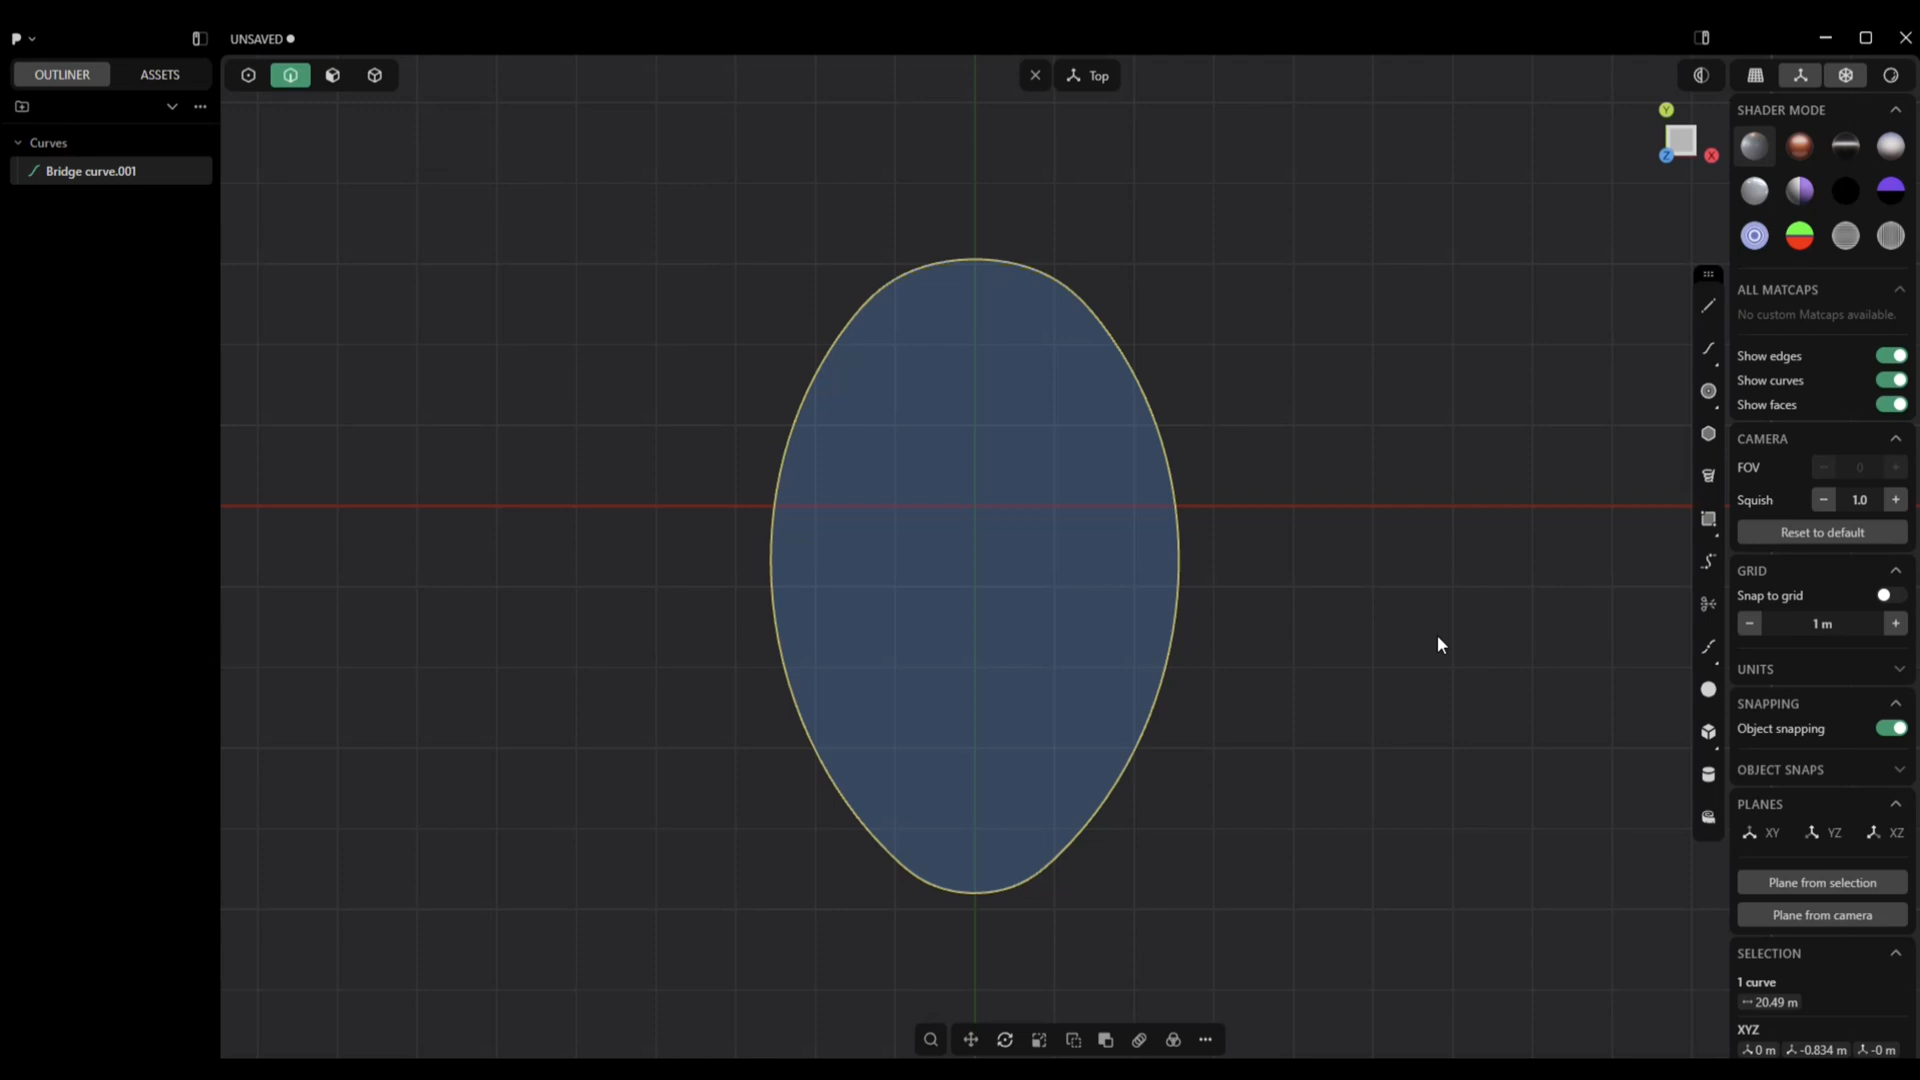 UNSAVED
OUTLINER
ASSETS
Curves
Bridge curve.001
Top
Y
Z
X
SHADER MODE
ALL MATCAPS
No custom Matcaps available.
Show edges
Show curves
Show faces
CAMERA
FOV
− 0 +
Squish
− 1.0 +
Reset to default
GRID
Snap to grid
− 1 m +
UNITS
SNAPPING
Object snapping
OBJECT SNAPS
PLANES
XY YZ XZ
Plane from selection
Plane from camera
SELECTION
1 curve
20.49 m
XYZ
0 m -0.834 m -0 m